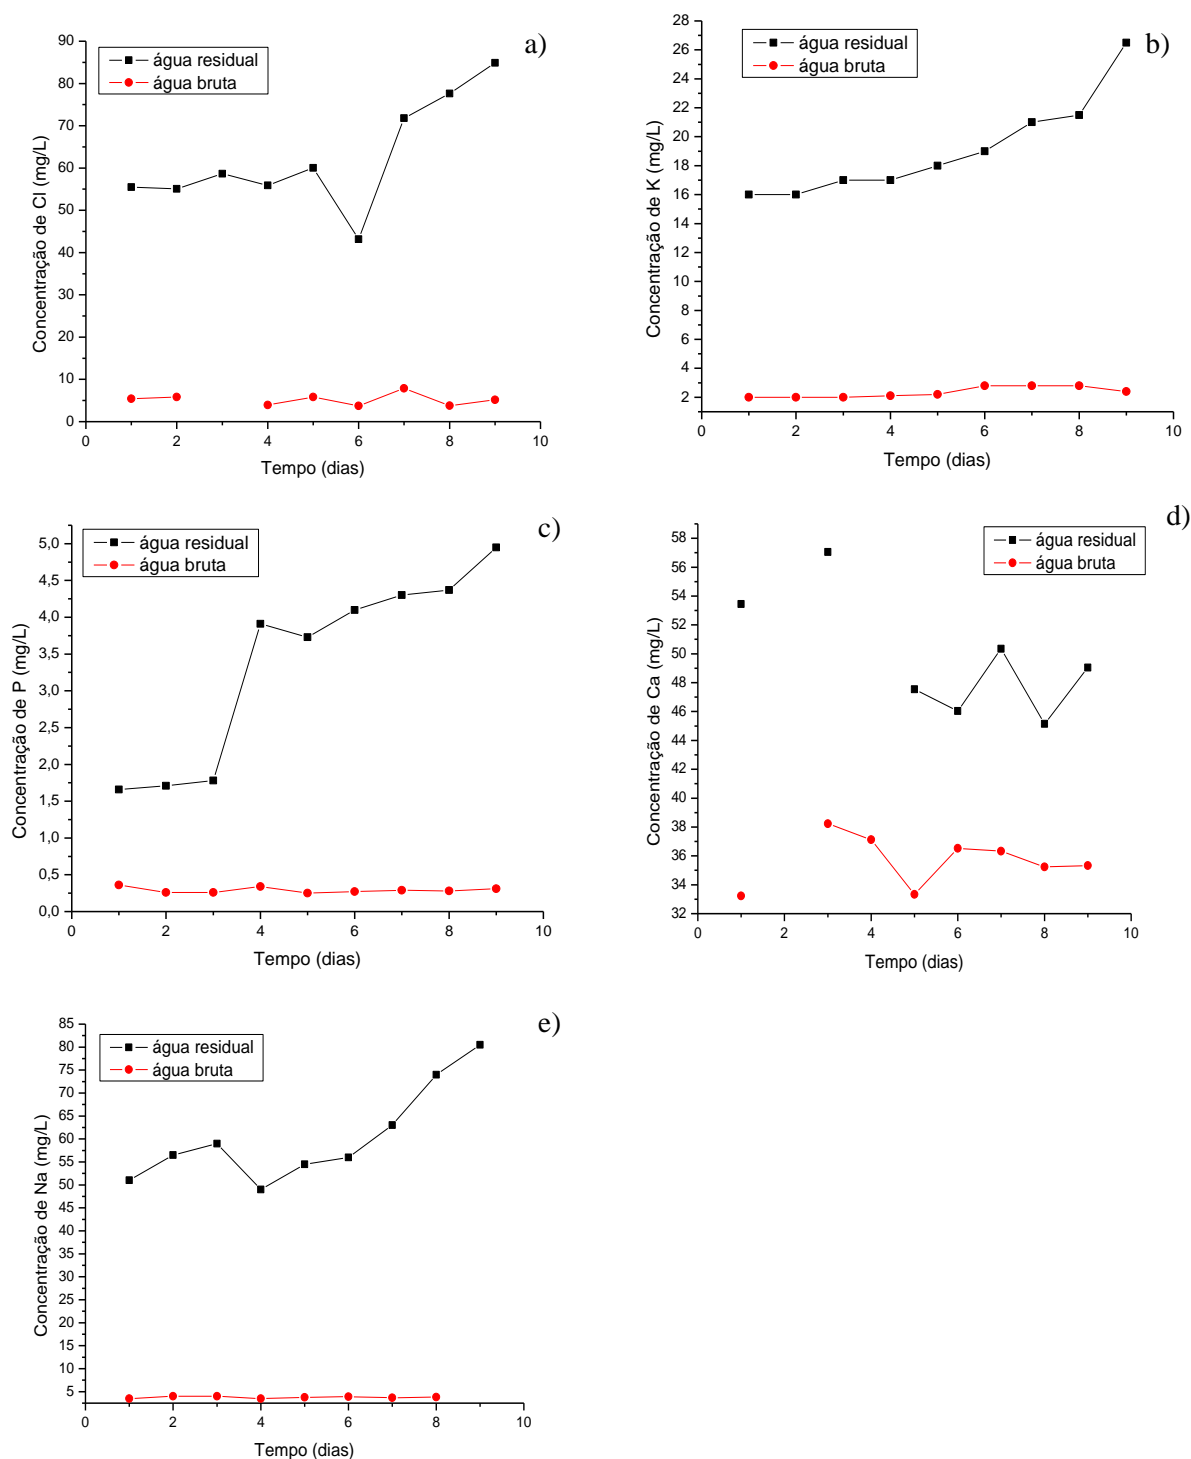 a)
água residual
água bruta
90
80
70
60
50
40
30
20
10
0
Concentração de Cl (mg/L)
0 2 4 6 8 10
Tempo (dias)
b)
água residual
água bruta
28
26
24
22
20
18
16
14
12
10
8
6
4
2
Concentração de K (mg/L)
0 2 4 6 8 10
Tempo (dias)
c)
água residual
água bruta
5,0
4,5
4,0
3,5
3,0
2,5
2,0
1,5
1,0
0,5
0,0
Concentração de P (mg/L)
0 2 4 6 8 10
Tempo (dias)
d)
água residual
água bruta
58
56
54
52
50
48
46
44
42
40
38
36
34
32
Concentração de Ca (mg/L)
0 2 4 6 8 10
Tempo (dias)
e)
água residual
água bruta
85
80
75
70
65
60
55
50
45
40
35
30
25
20
15
10
5
Concentração de Na (mg/L)
0 2 4 6 8 10
Tempo (dias)